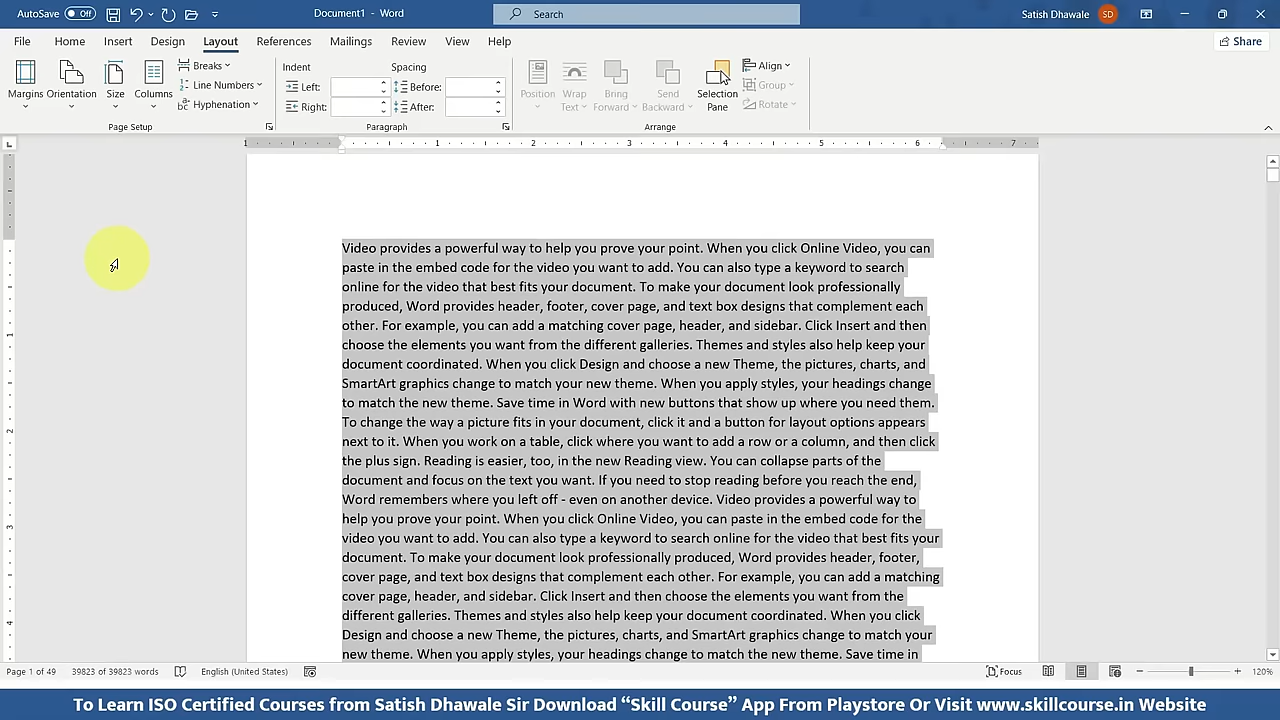 AutoSave Off Document1 - Word Search Satish Dhawale SD
File Home Insert Design Layout References Mailings Review View Help Share
Margins Orientation Size Columns Breaks Line Numbers Hyphenation
Indent Left: Right: Spacing Before: After:
Position Wrap Text Bring Forward Send Backward Selection Pane Align Group Rotate
Page Setup Paragraph Arrange
1 1 2 3 4 5 6 7
Video provides a powerful way to help you prove your point. When you click Online Video, you can
paste in the embed code for the video you want to add. You can also type a keyword to search
online for the video that best fits your document. To make your document look professionally
produced, Word provides header, footer, cover page, and text box designs that complement each
other. For example, you can add a matching cover page, header, and sidebar. Click Insert and then
choose the elements you want from the different galleries. Themes and styles also help keep your
document coordinated. When you click Design and choose a new Theme, the pictures, charts, and
SmartArt graphics change to match your new theme. When you apply styles, your headings change
to match the new theme. Save time in Word with new buttons that show up where you need them.
To change the way a picture fits in your document, click it and a button for layout options appears
next to it. When you work on a table, click where you want to add a row or a column, and then click
the plus sign. Reading is easier, too, in the new Reading view. You can collapse parts of the
document and focus on the text you want. If you need to stop reading before you reach the end,
Word remembers where you left off - even on another device. Video provides a powerful way to
help you prove your point. When you click Online Video, you can paste in the embed code for the
video you want to add. You can also type a keyword to search online for the video that best fits your
document. To make your document look professionally produced, Word provides header, footer,
cover page, and text box designs that complement each other. For example, you can add a matching
cover page, header, and sidebar. Click Insert and then choose the elements you want from the
different galleries. Themes and styles also help keep your document coordinated. When you click
Design and choose a new Theme, the pictures, charts, and SmartArt graphics change to match your
new theme. When you apply styles, your headings change to match the new theme. Save time in
1
2
3
4
Page 1 of 49 39823 of 39823 words English (United States) Focus 120%
To Learn ISO Certified Courses from Satish Dhawale Sir Download “Skill Course” App From Playstore Or Visit www.skillcourse.in Website